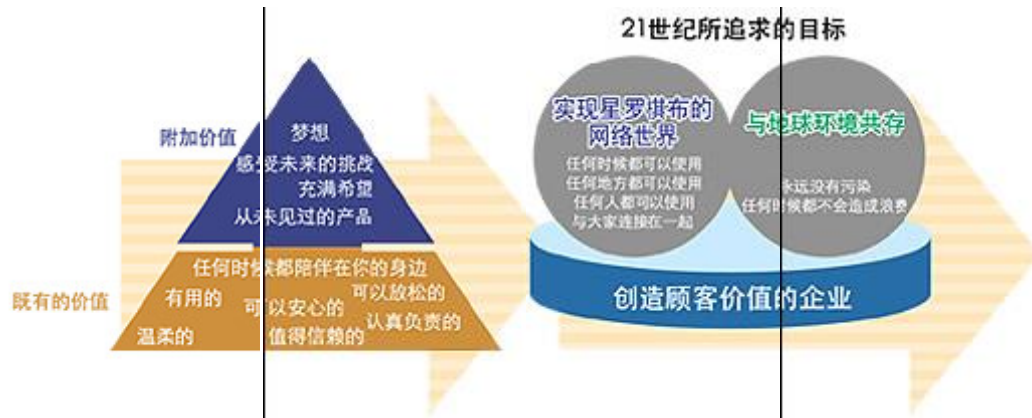 附加价值
梦想
感受未来的挑战
充满希望
从未见过的产品
既有的价值
任何时候都陪伴在你的身边
有用的
可以安心的
可以放松的
温柔的
值得信赖的
认真负责的
21世纪所追求的目标
实现星罗棋布的
网络世界
任何时候都可以使用
任何地方都可以使用
任何人都可以使用
与大家连接在一起
与地球环境共存
永远没有污染
任何时候都不会造成浪费
创造顾客价值的企业